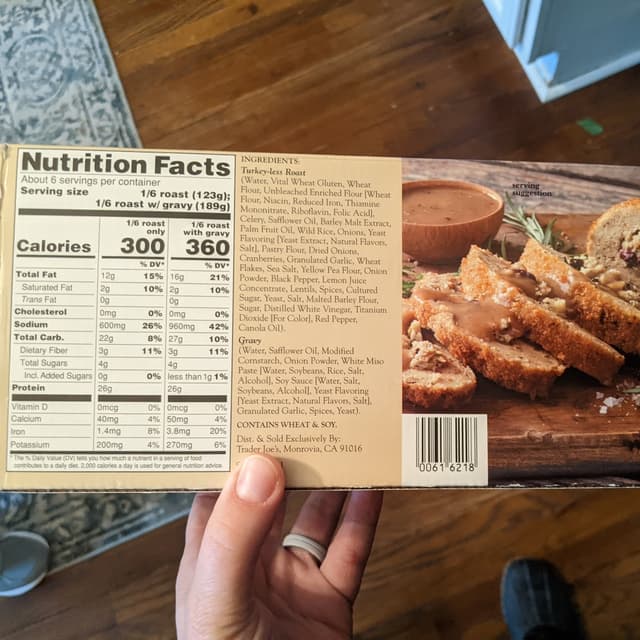 Nutrition Facts
About 6 servings per container
Serving size 1/6 roast (123g);
1/6 roast w/ gravy (189g)
1/6 roast only 1/6 roast with gravy
Calories 300 360
% DV* % DV*
Total Fat 12g 15% 16g 21%
Saturated Fat 2g 10% 2g 10%
Trans Fat 0g 0g
Cholesterol 0mg 0% 0mg 0%
Sodium 600mg 26% 960mg 42%
Total Carb. 22g 8% 27g 10%
Dietary Fiber 3g 11% 3g 11%
Total Sugars 4g 4g
Incl. Added Sugars 0g 0% less than 1g 1%
Protein 26g 26g
Vitamin D 0mcg 0% 0mcg 0%
Calcium 40mg 4% 50mg 4%
Iron 1.4mg 8% 3.8mg 20%
Potassium 200mg 4% 270mg 6%
*The % Daily Value (DV) tells you how much a nutrient in a serving of food
contributes to a daily diet. 2,000 calories a day is used for general nutrition advice.
INGREDIENTS:
Turkey-less Roast
(Water, Vital Wheat Gluten, Wheat
Flour, Unbleached Enriched Flour [Wheat
Flour, Niacin, Reduced Iron, Thiamine
Mononitrate, Riboflavin, Folic Acid],
Celery, Safflower Oil, Barley Malt Extract,
Palm Fruit Oil, Wild Rice, Onions, Yeast
Flavoring [Yeast Extract, Natural Flavors,
Salt], Pastry Flour, Dried Onions,
Cranberries, Granulated Garlic, Wheat
Flakes, Sea Salt, Yellow Pea Flour, Onion
Powder, Black Pepper, Lemon Juice
Concentrate, Lentils, Spices, Cultured
Sugar, Yeast, Salt, Malted Barley Flour,
Sugar, Distilled White Vinegar, Titanium
Dioxide [For Color], Red Pepper,
Canola Oil).
Gravy
(Water, Safflower Oil, Modified
Cornstarch, Onion Powder, White Miso
Paste [Water, Soybeans, Rice, Salt,
Alcohol], Soy Sauce [Water, Salt,
Soybeans, Alcohol], Yeast Flavoring
[Yeast Extract, Natural Flavors, Salt],
Granulated Garlic, Spices, Yeast).
CONTAINS WHEAT & SOY.
Dist. & Sold Exclusively By:
Trader Joe's, Monrovia, CA 91016
serving
suggestion
0061 6218